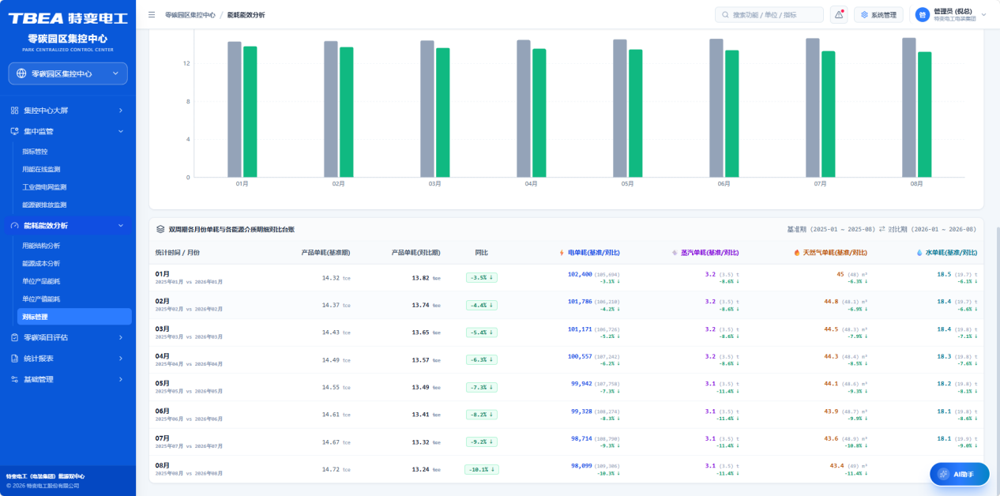 TBEA 特变电工
零碳园区集控中心
PARK CENTRALIZED CONTROL CENTER
零碳园区集控中心
集控中心大屏
集中监管
指标管控
用能在线监测
工业微电网监测
能源碳排放监测
能耗能效分析
用能结构分析
能源成本分析
单位产品能耗
单位产值能耗
对标管理
零碳项目评估
统计报表
基础管理
特变电工（电装集团）能源双中心
© 2026 特变电工股份有限公司
零碳园区集控中心 / 能耗能效分析
搜索功能 / 单位 / 指标
系统管理
管 管理员 (倪总)
特变电工电装集团
12
8
4
0
01月 02月 03月 04月 05月 06月 07月 08月
双周期各月份单耗与各能源介质明细对比台账
基准期 (2025-01 ~ 2025-08) ⇄ 对比期 (2026-01 ~ 2026-08)
统计时间 / 月份 产品单耗(基准期) 产品单耗(对比期) 同比 电单耗(基准/对比) 蒸汽单耗(基准/对比) 天然气单耗(基准/对比) 水单耗(基准/对比)
01月 14.32 tce 13.82 tce -3.5% ↓ 102,400 (105,694) 3.2 (3.5) t 45 (48) m³ 18.5 (19.7) t
2025年01月 vs 2026年01月 -3.1% ↓ -8.6% ↓ -6.3% ↓ -6.1% ↓
02月 14.37 tce 13.74 tce -4.4% ↓ 101,786 (106,210) 3.2 (3.5) t 44.8 (48.1) m³ 18.4 (19.7) t
2025年02月 vs 2026年02月 -4.2% ↓ -8.6% ↓ -6.9% ↓ -6.6% ↓
03月 14.43 tce 13.65 tce -5.4% ↓ 101,171 (106,726) 3.2 (3.5) t 44.5 (48.3) m³ 18.4 (19.8) t
2025年03月 vs 2026年03月 -5.2% ↓ -8.6% ↓ -7.9% ↓ -7.1% ↓
04月 14.49 tce 13.57 tce -6.3% ↓ 100,557 (107,242) 3.2 (3.5) t 44.3 (48.4) m³ 18.3 (19.8) t
2025年04月 vs 2026年04月 -6.2% ↓ -8.6% ↓ -8.5% ↓ -7.6% ↓
05月 14.55 tce 13.49 tce -7.3% ↓ 99,942 (107,758) 3.1 (3.5) t 44.1 (48.6) m³ 18.2 (19.8) t
2025年05月 vs 2026年05月 -7.3% ↓ -11.4% ↓ -9.3% ↓ -8.1% ↓
06月 14.61 tce 13.41 tce -8.2% ↓ 99,328 (108,274) 3.1 (3.5) t 43.9 (48.7) m³ 18.1 (19.8) t
2025年06月 vs 2026年06月 -8.3% ↓ -11.4% ↓ -9.9% ↓ -8.6% ↓
07月 14.67 tce 13.32 tce -9.2% ↓ 98,714 (108,790) 3.1 (3.5) t 43.6 (48.9) m³ 18.1 (19.9) t
2025年07月 vs 2026年07月 -9.3% ↓ -11.4% ↓ -10.8% ↓ -9.0% ↓
08月 14.72 tce 13.24 tce -10.1% ↓ 98,099 (109,306) 3.1 (3.5) t 43.4 (49) m³
2025年08月 vs 2026年08月 -10.3% ↓ -11.4% ↓ -11.4% ↓
AI助手